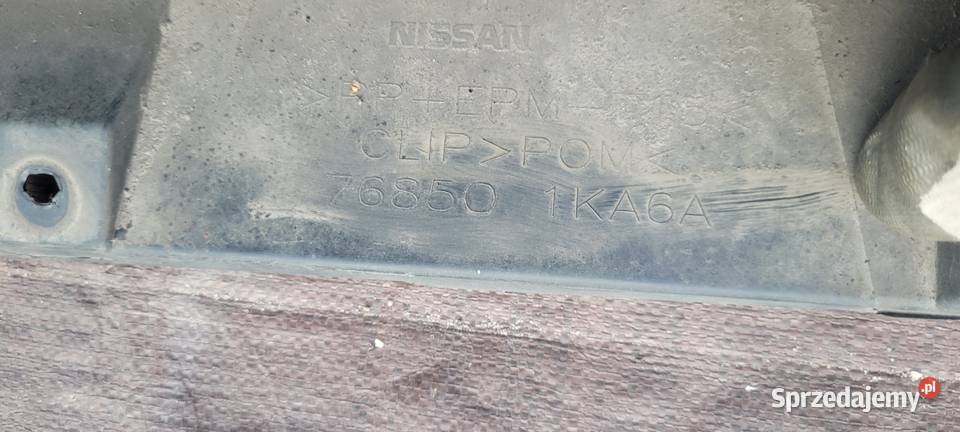 NISSAN
>PP+EPM-
CLIP>POM<
76850 1KA6A
Sprzedajemy.pl